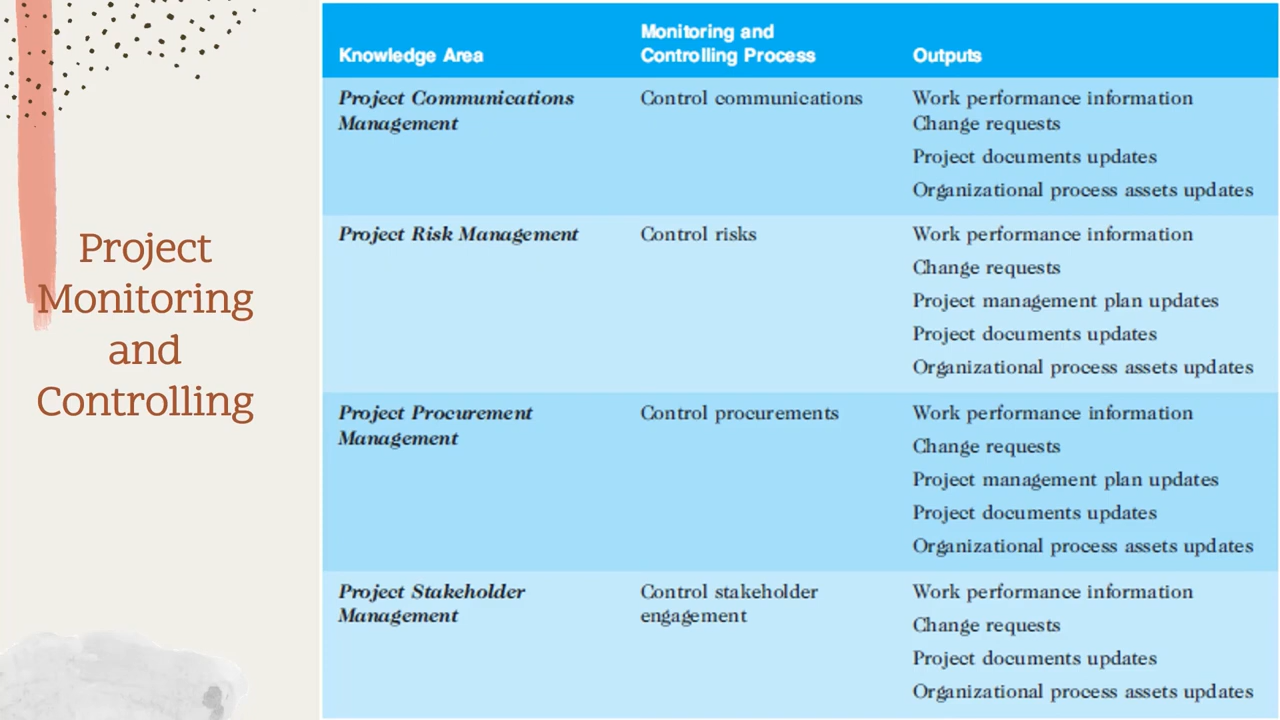 Project
Monitoring
and
Controlling
Knowledge Area
Monitoring and
Controlling Process
Outputs
Project Communications
Management
Control communications
Work performance information
Change requests
Project documents updates
Organizational process assets updates
Project Risk Management
Control risks
Work performance information
Change requests
Project management plan updates
Project documents updates
Organizational process assets updates
Project Procurement
Management
Control procurements
Work performance information
Change requests
Project management plan updates
Project documents updates
Organizational process assets updates
Project Stakeholder
Management
Control stakeholder
engagement
Work performance information
Change requests
Project documents updates
Organizational process assets updates